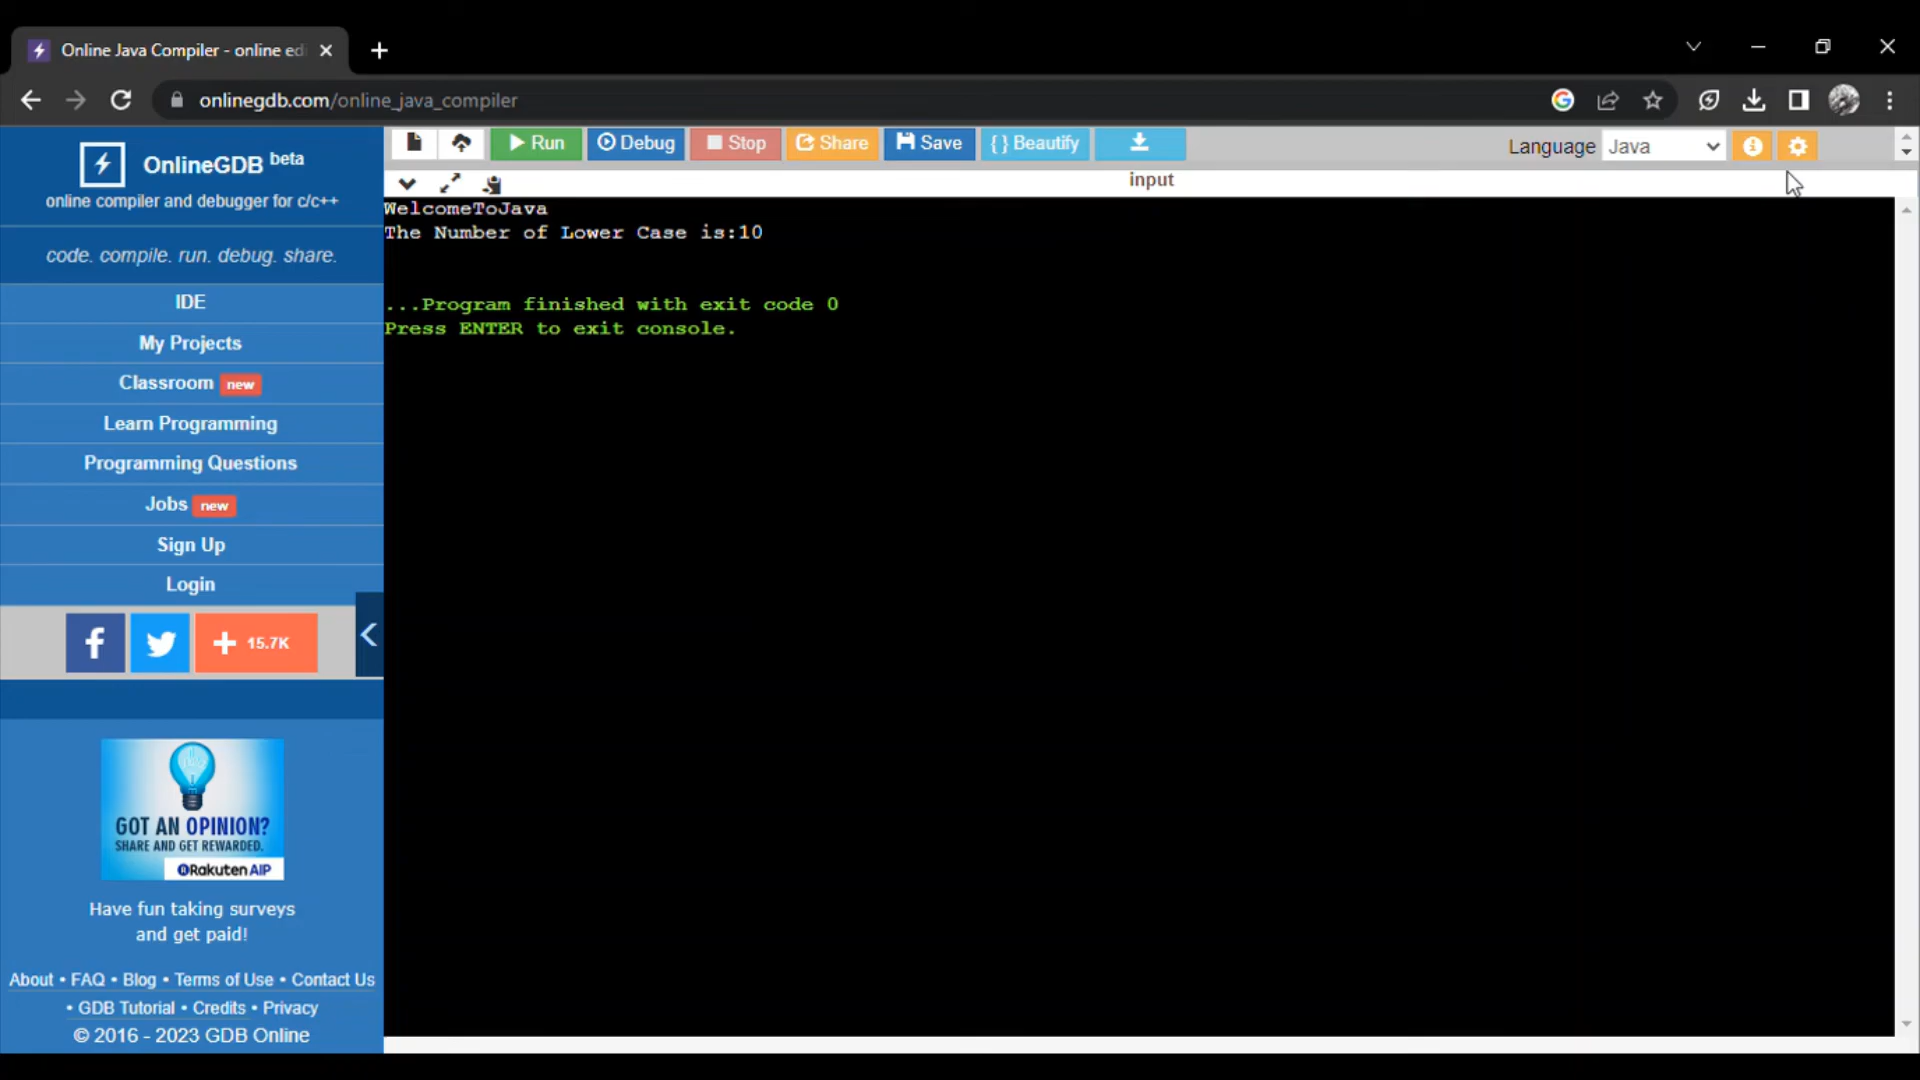 Online Java Compiler - online ed
onlinegdb.com/online_java_compiler
OnlineGDB beta
online compiler and debugger for c/c++
code. compile. run. debug. share.
IDE
My Projects
Classroom new
Learn Programming
Programming Questions
Jobs new
Sign Up
Login
f + 15.7K
GOT AN OPINION?
SHARE AND GET REWARDED.
Rakuten AIP
Have fun taking surveys
and get paid!
About • FAQ • Blog • Terms of Use • Contact Us
• GDB Tutorial • Credits • Privacy
© 2016 - 2023 GDB Online
Run Debug Stop Share Save { } Beautify
Language Java
input
WelcomeToJava
The Number of Lower Case is:10
...Program finished with exit code 0
Press ENTER to exit console.